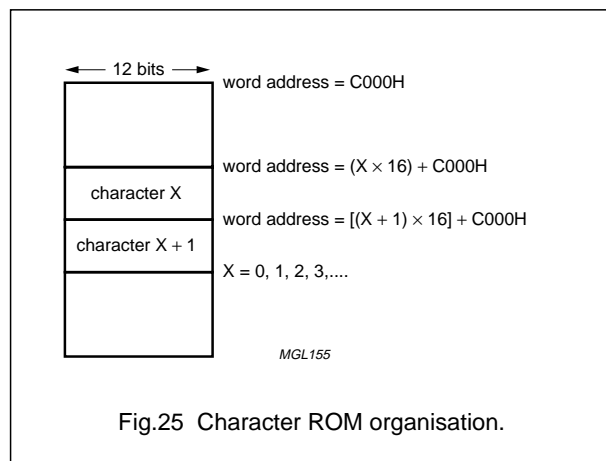 12 bits
word address = C000H
word address = (X × 16) + C000H
character X
word address = [(X + 1) × 16] + C000H
character X + 1
X = 0, 1, 2, 3,....
MGL155
Fig.25 Character ROM organisation.